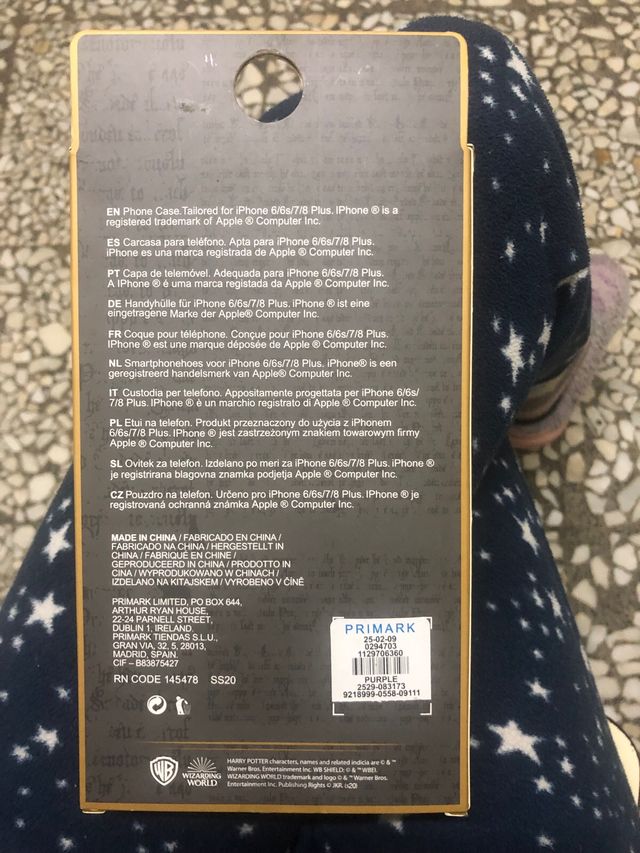 EN Phone Case.Tailored for iPhone 6/6s/7/8 Plus. IPhone ® is a
registered trademark of Apple ® Computer Inc.
ES Carcasa para teléfono. Apta para iPhone 6/6s/7/8 Plus.
iPhone es una marca registrada de Apple ® Computer Inc.
PT Capa de telemóvel. Adequada para iPhone 6/6s/7/8 Plus.
A IPhone ® é uma marca registada da Apple ® Computer Inc.
DE Handyhülle für iPhone 6/6s/7/8 Plus. iPhone ® ist eine
eingetragene Marke der Apple® Computer Inc.
FR Coque pour téléphone. Conçue pour iPhone 6/6s/7/8 Plus.
IPhone ® est une marque déposée de Apple ® Computer Inc.
NL Smartphonehoes voor iPhone 6/6s/7/8 Plus. iPhone® is een
geregistreerd handelsmerk van Apple® Computer Inc.
IT Custodia per telefono. Appositamente progettata per iPhone 6/6s/
7/8 Plus. IPhone ® è un marchio registrato di Apple ® Computer Inc.
PL Etui na telefon. Produkt przeznaczony do użycia z iPhonem
6/6s/7/8 Plus. IPhone ® jest zastrzeżonym znakiem towarowym firmy
Apple ® Computer Inc.
SL Ovitek za telefon. Izdelano po meri za iPhone 6/6s/7/8 Plus. iPhone ®
je registrirana blagovna znamka podjetja Apple ® Computer Inc.
CZ Pouzdro na telefon. Určeno pro iPhone 6/6s/7/8 Plus. IPhone ® je
registrovaná ochranná známka Apple ® Computer Inc.
MADE IN CHINA / FABRICADO EN CHINA /
FABRICADO NA CHINA / HERGESTELLT IN
CHINA / FABRIQUÉ EN CHINE /
GEPRODUCEERD IN CHINA / PRODOTTO IN
CINA / WYPRODUKOWANO W CHINACH /
IZDELANO NA KITAJSKEM / VYROBENO V ČÍNĚ
PRIMARK LIMITED, PO BOX 644,
ARTHUR RYAN HOUSE,
22-24 PARNELL STREET,
DUBLIN 1, IRELAND.
PRIMARK TIENDAS S.L.U.,
GRAN VIA, 32, 5, 28013,
MADRID, SPAIN.
CIF – B83875427
RN CODE 145478 SS20
PRIMARK
25-02-09
0294703
1129706360
PURPLE
2529-083173
9218999-0558-09111
WB
WIZARDING
WORLD
HARRY POTTER characters, names and related indicia are © & ™
Warner Bros. Entertainment Inc. WB SHIELD: © & ™ WBEI.
WIZARDING WORLD trademark and logo © & ™ Warner Bros.
Entertainment Inc. Publishing Rights © JKR. (s20)